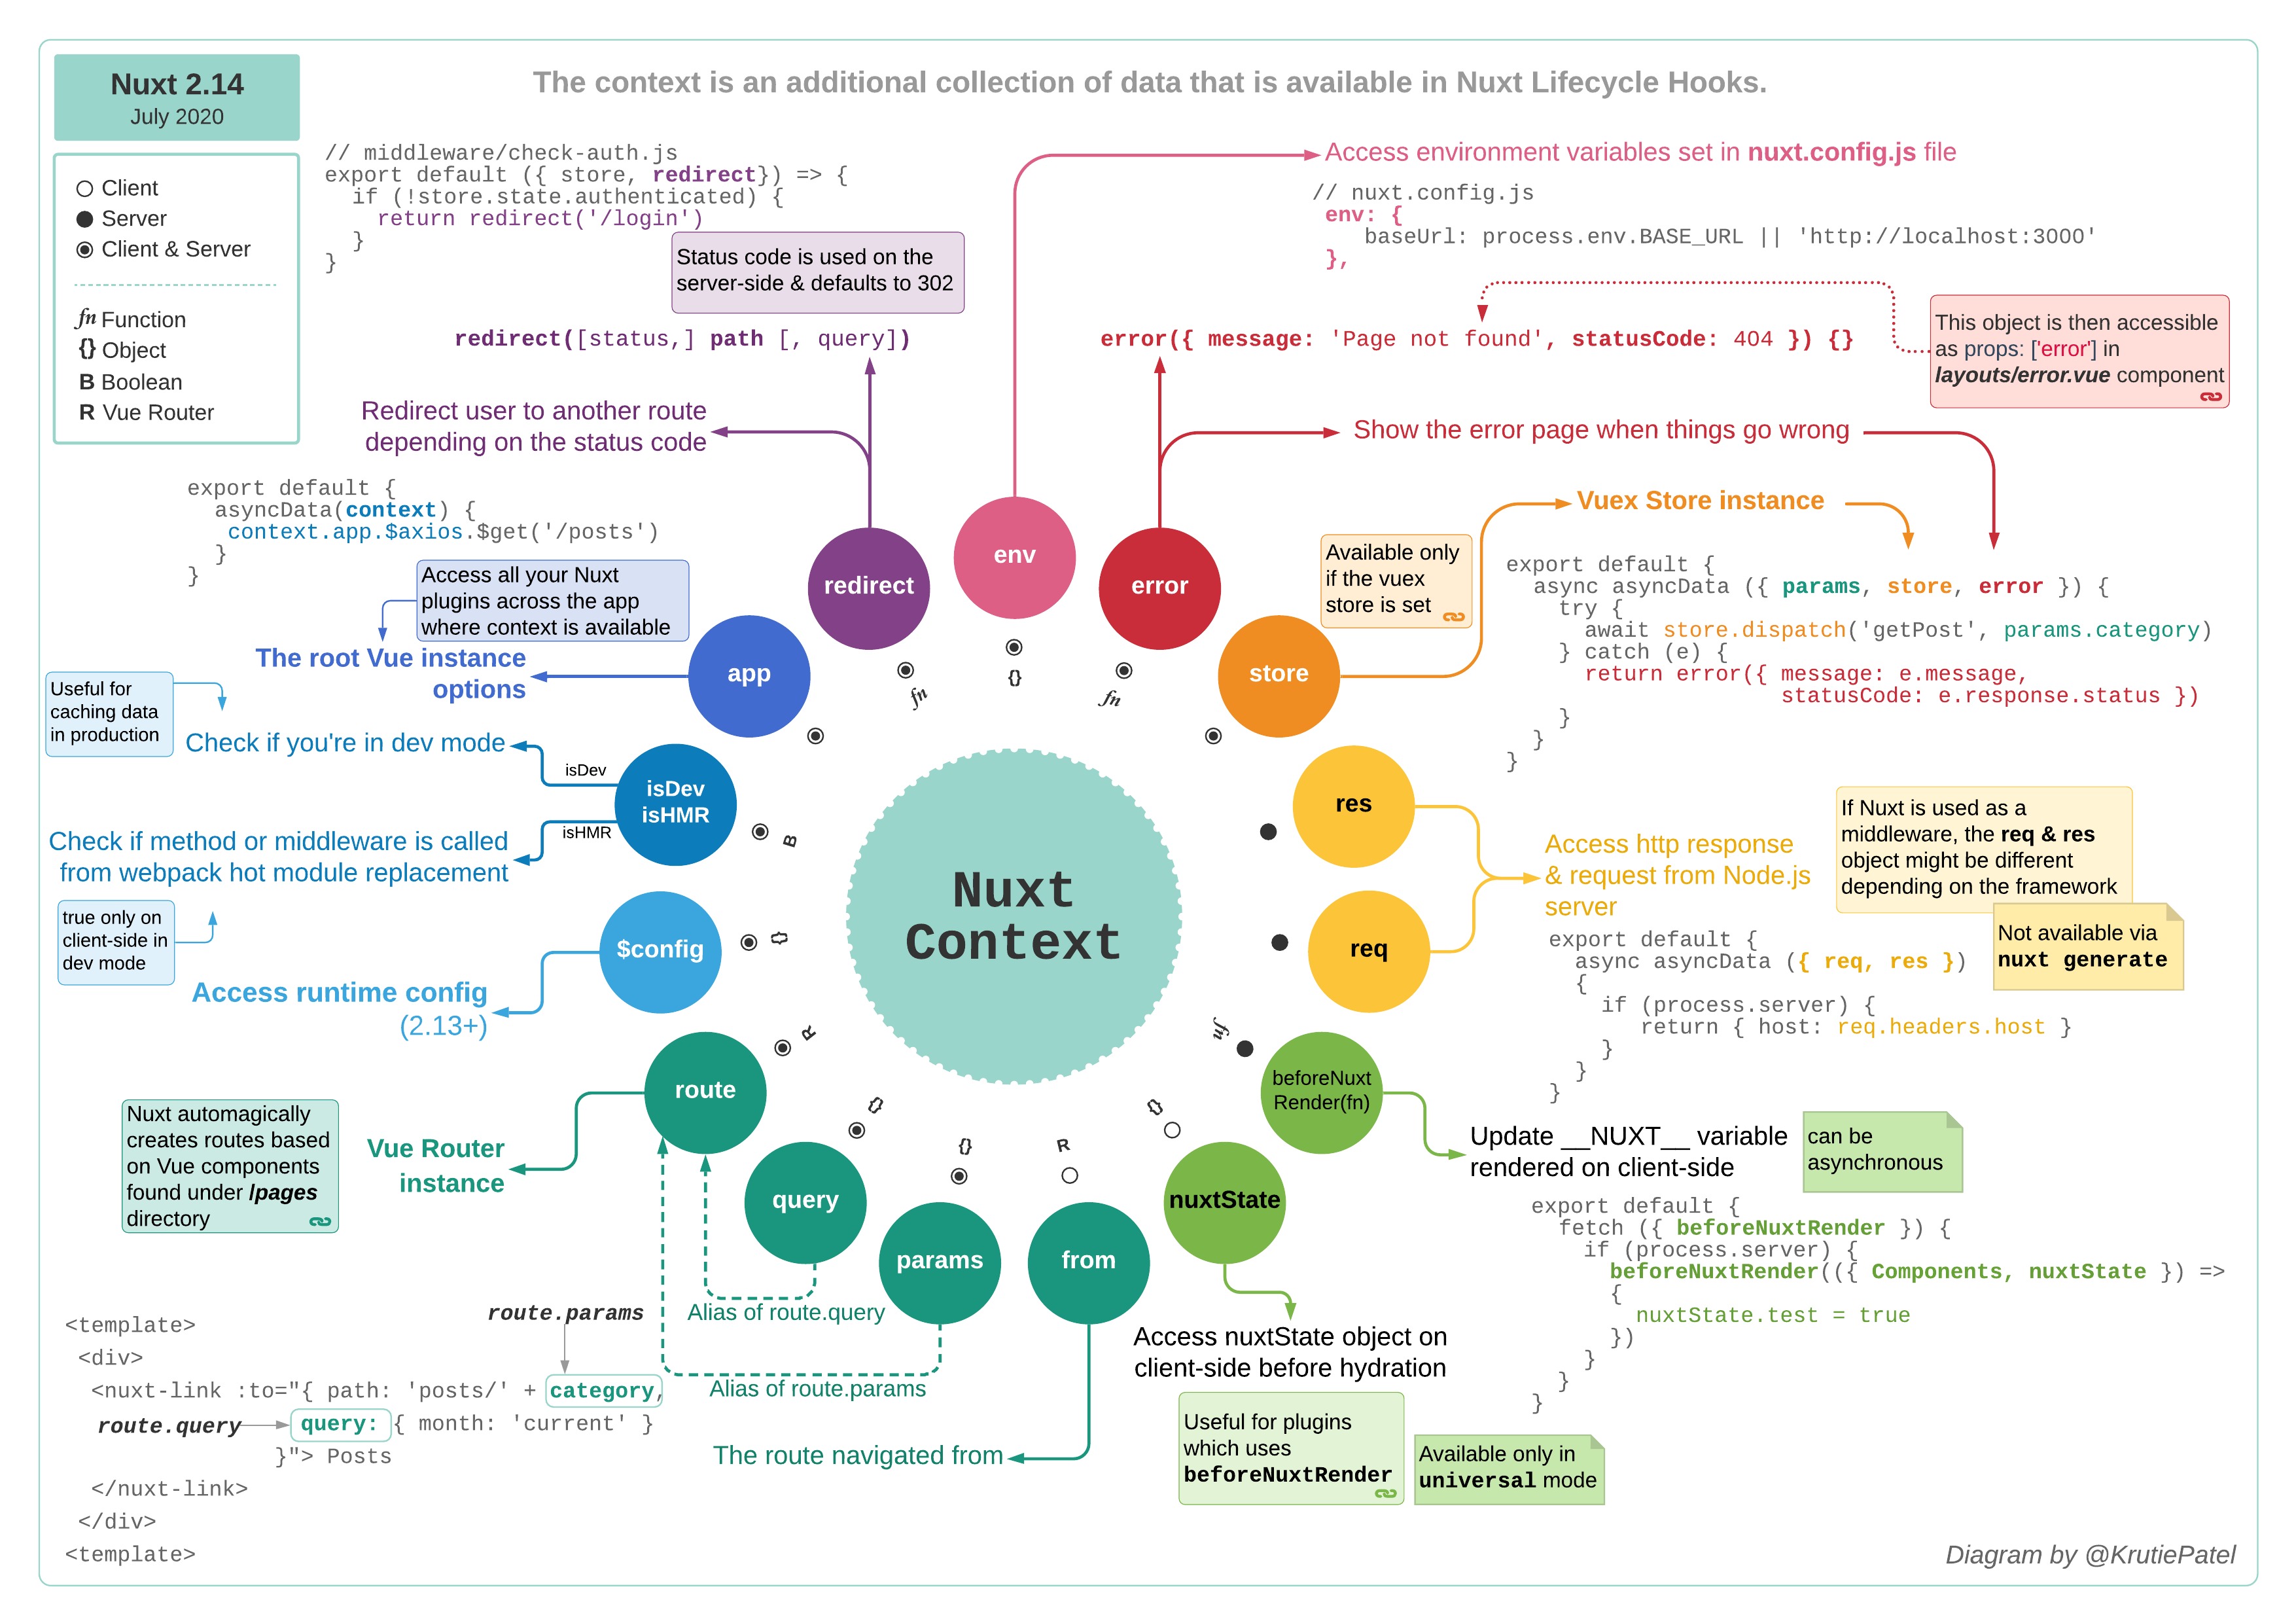 Nuxt 2.14
July 2020
The context is an additional collection of data that is available in Nuxt Lifecycle Hooks.
Client
Server
Client & Server
fn Function
{} Object
B Boolean
R Vue Router
// middleware/check-auth.js
export default ({ store, redirect}) => {
if (!store.state.authenticated) {
return redirect('/login')
}
}
Status code is used on the
server-side & defaults to 302
redirect([status,] path [, query])
Redirect user to another route
depending on the status code
Access environment variables set in nuxt.config.js file
// nuxt.config.js
env: {
baseUrl: process.env.BASE_URL || 'http://localhost:3000'
},
error({ message: 'Page not found', statusCode: 404 }) {}
This object is then accessible
as props: ['error'] in
layouts/error.vue component
Show the error page when things go wrong
export default {
asyncData(context) {
context.app.$axios.$get('/posts')
}
}
Access all your Nuxt
plugins across the app
where context is available
The root Vue instance
options
Useful for
caching data
in production
Check if you're in dev mode
isDev
isHMR
Check if method or middleware is called
from webpack hot module replacement
true only on
client-side in
dev mode
Access runtime config
(2.13+)
Vuex Store instance
Available only
if the vuex
store is set
export default {
async asyncData ({ params, store, error }) {
try {
await store.dispatch('getPost', params.category)
} catch (e) {
return error({ message: e.message,
statusCode: e.response.status })
}
}
}
redirect
env
error
app
store
isDev
isHMR
res
$config
req
route
beforeNuxt
Render(fn)
query
nuxtState
params
from
fn
{}
fn
B
{}
R
fn
{}
{}
R
{}
Nuxt
Context
Access http response
& request from Node.js
server
If Nuxt is used as a
middleware, the req & res
object might be different
depending on the framework
Not available via
nuxt generate
export default {
async asyncData ({ req, res })
{
if (process.server) {
return { host: req.headers.host }
}
}
}
Update __NUXT__ variable
rendered on client-side
can be
asynchronous
export default {
fetch ({ beforeNuxtRender }) {
if (process.server) {
beforeNuxtRender(({ Components, nuxtState }) =>
{
nuxtState.test = true
})
}
}
}
Nuxt automagically
creates routes based
on Vue components
found under /pages
directory
Vue Router
instance
Alias of route.query
Alias of route.params
The route navigated from
Access nuxtState object on
client-side before hydration
Useful for plugins
which uses
beforeNuxtRender
Available only in
universal mode
route.params
<template>
<div>
<nuxt-link :to="{ path: 'posts/' + category,
route.query query: { month: 'current' }
}"> Posts
</nuxt-link>
</div>
<template>
Diagram by @KrutiePatel